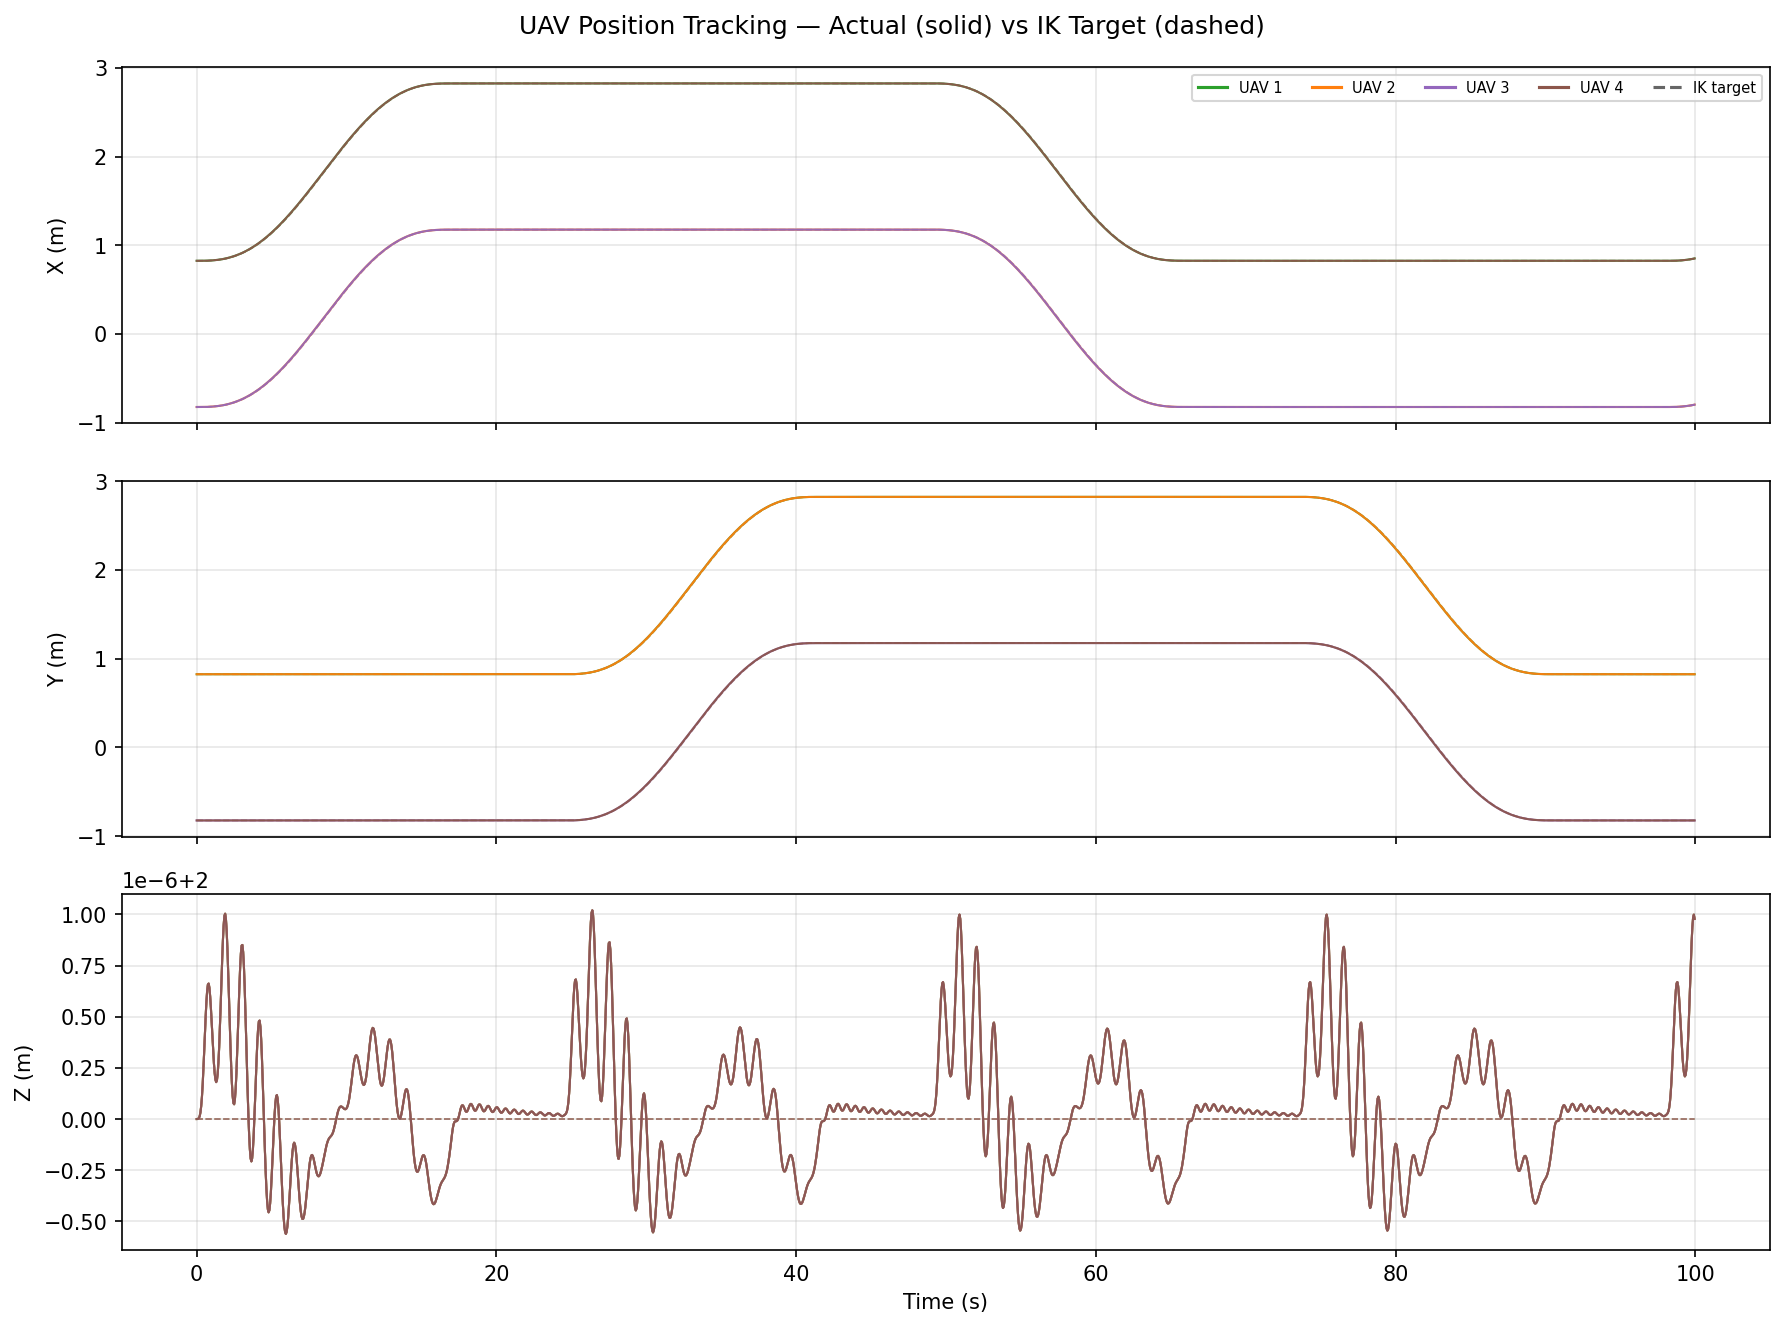 UAV Position Tracking — Actual (solid) vs IK Target (dashed)
UAV 1 UAV 2 UAV 3 UAV 4 IK target
X (m)
3
2
1
0
−1
Y (m)
3
2
1
0
−1
1e−6+2
Z (m)
1.00
0.75
0.50
0.25
0.00
−0.25
−0.50
0 20 40 60 80 100
Time (s)